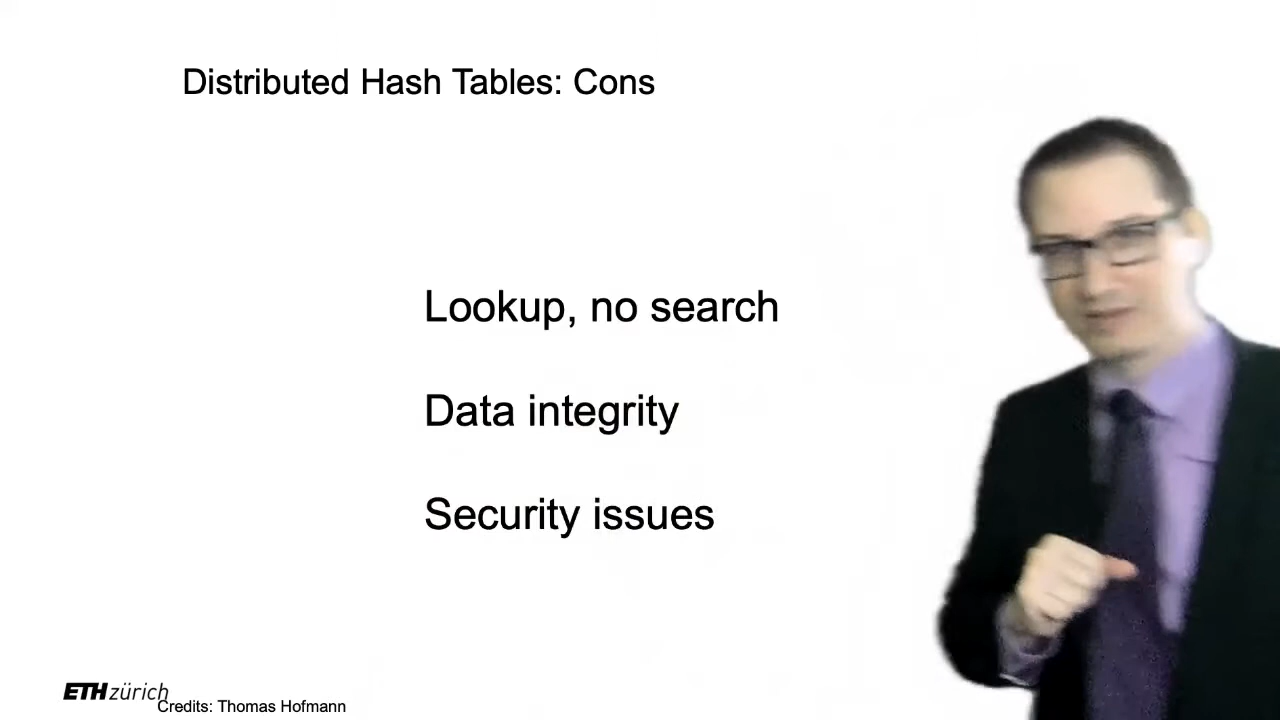 Distributed Hash Tables: Cons
Lookup, no search
Data integrity
Security issues
ETH zürich
Credits: Thomas Hofmann